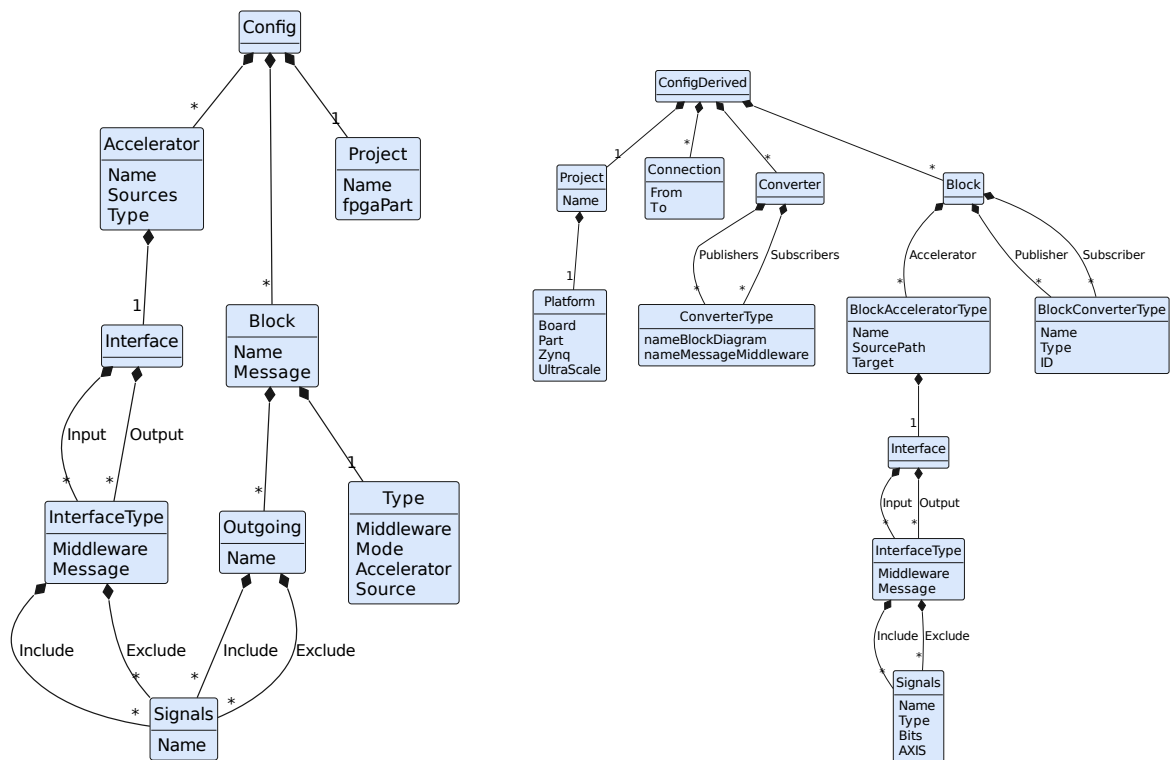 Config
*
*
1
Accelerator
Name
Sources
Type
Project
Name
fpgaPart
1
*
Interface
Block
Name
Message
Input
Output
*
*
1
*
InterfaceType
Middleware
Message
Outgoing
Name
Type
Middleware
Mode
Accelerator
Source
Include
Exclude
Include
Exclude
*
*
*
*
Signals
Name
ConfigDerived
1
*
*
*
Project
Name
Connection
From
To
Converter
Block
Publishers
Subscribers
Accelerator
Publisher
Subscriber
1
*
*
*
*
*
Platform
Board
Part
Zynq
UltraScale
ConverterType
nameBlockDiagram
nameMessageMiddleware
BlockAcceleratorType
Name
SourcePath
Target
BlockConverterType
Name
Type
ID
1
Interface
Input
Output
*
*
InterfaceType
Middleware
Message
Include
Exclude
*
*
Signals
Name
Type
Bits
AXIS